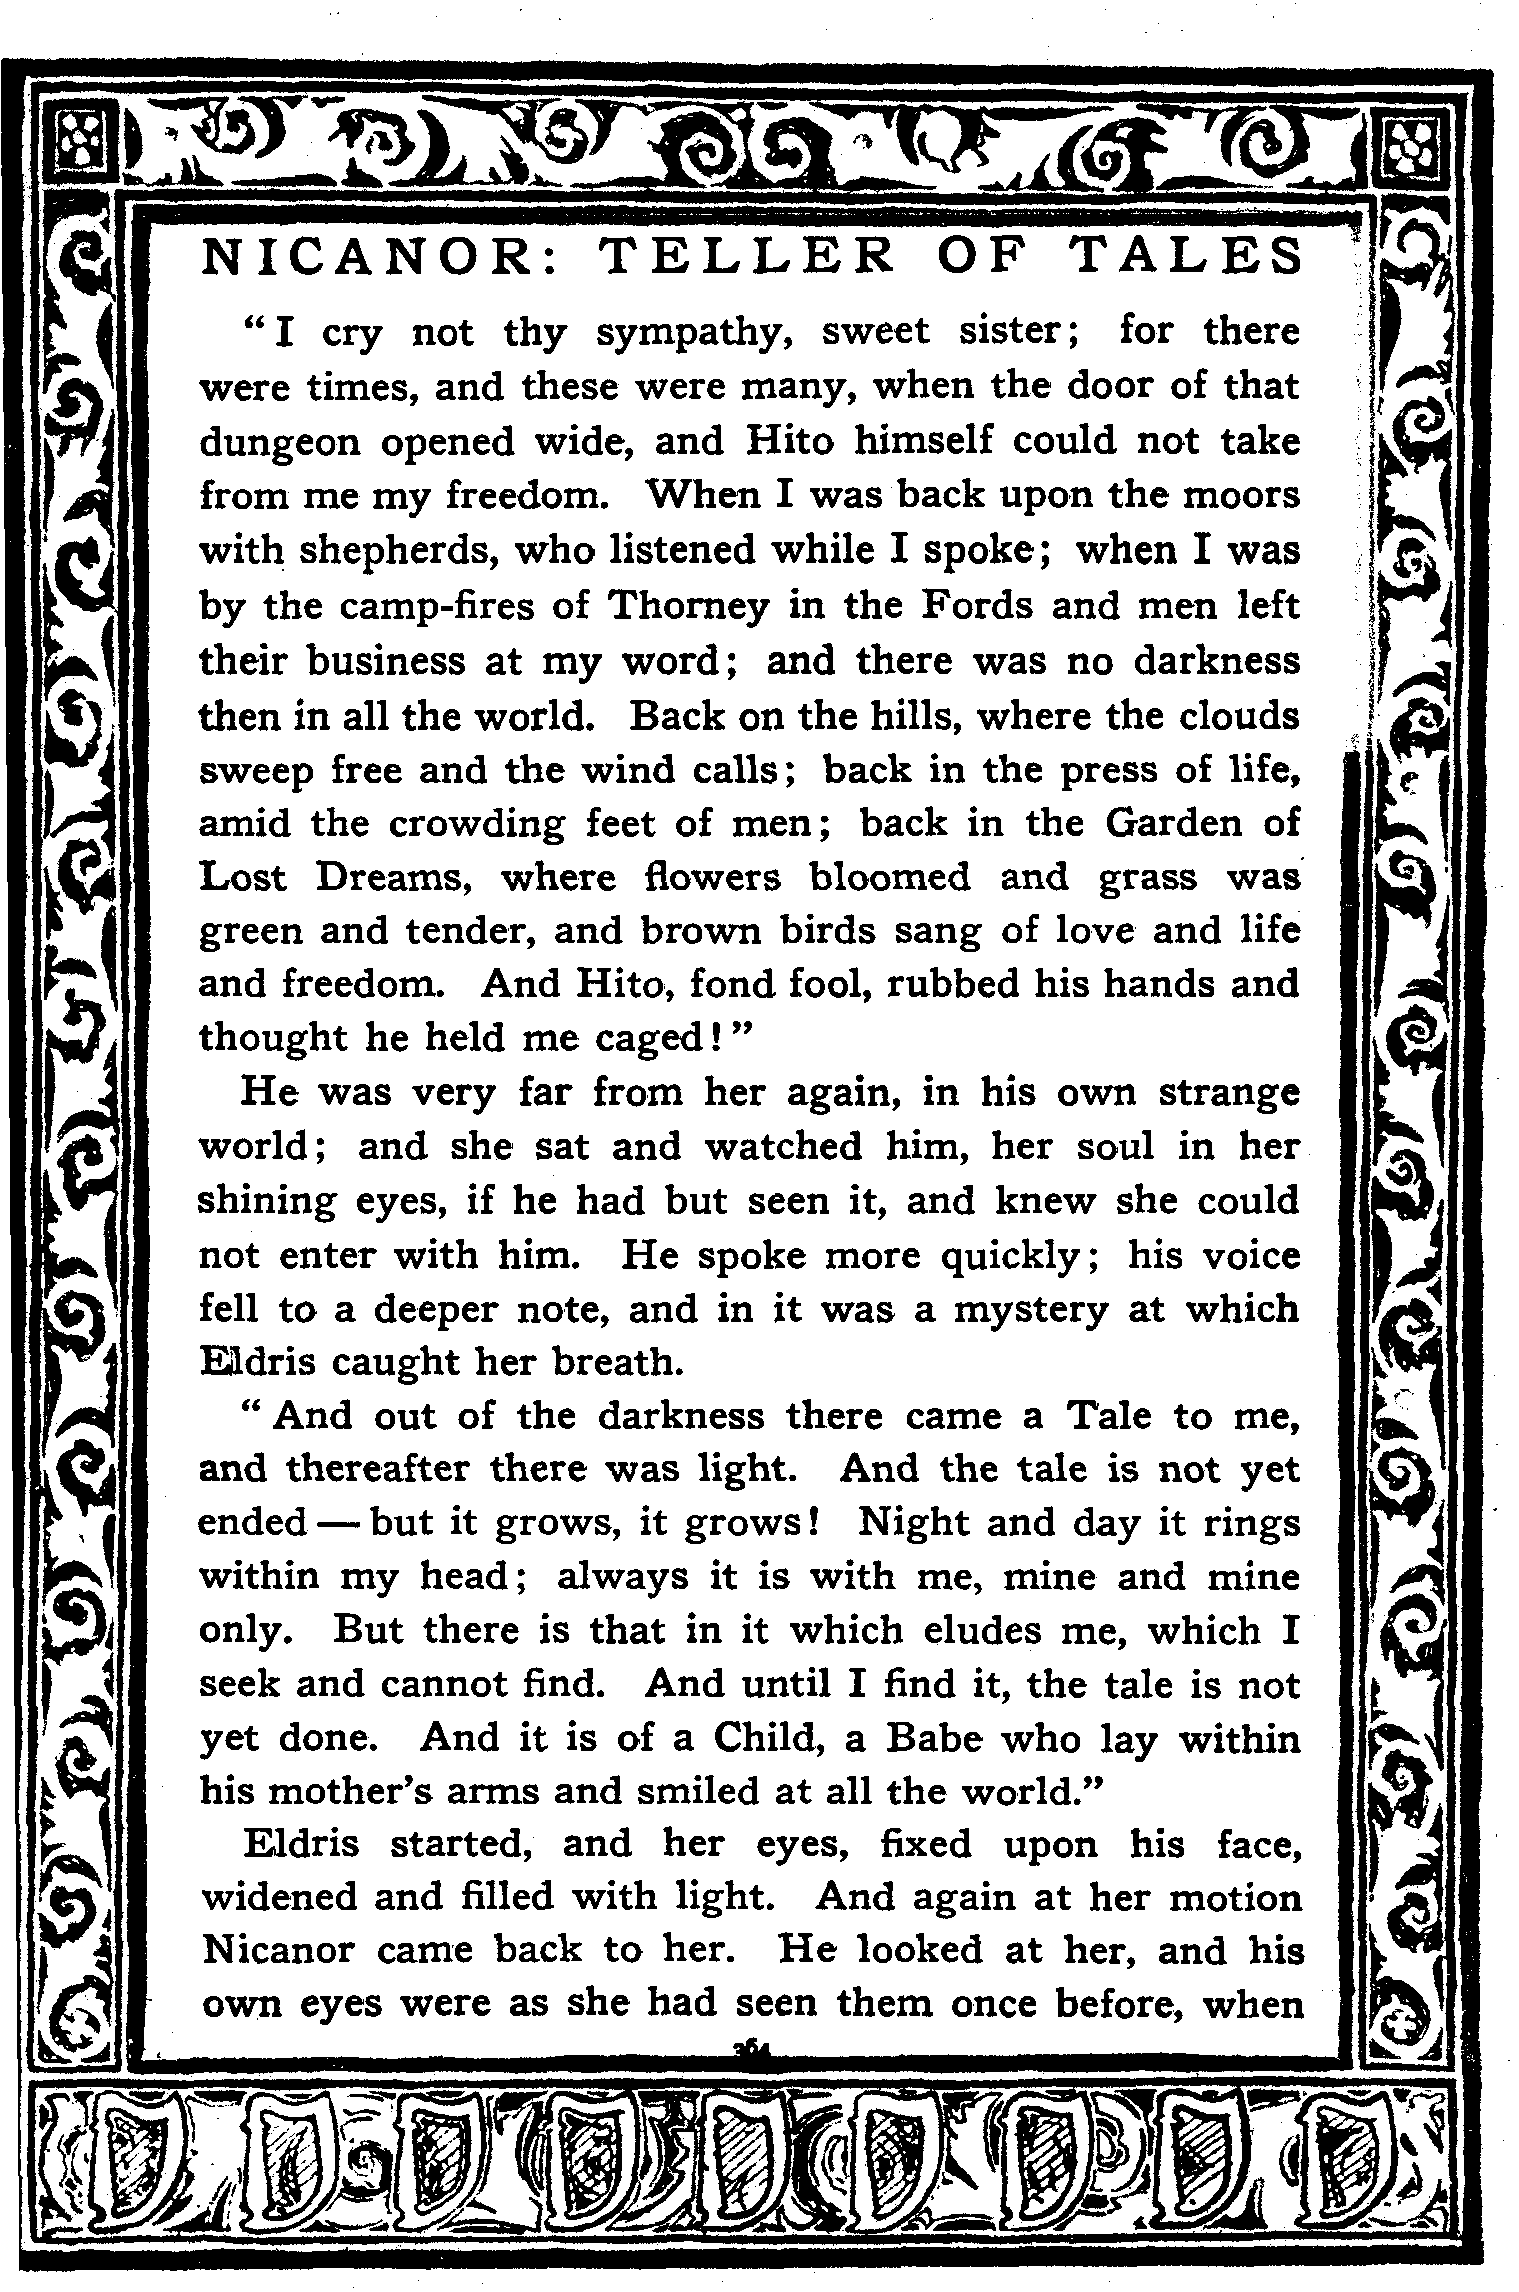 NICANOR: TELLER OF TALES
“I cry not thy sympathy, sweet sister; for there
were times, and these were many, when the door of that
dungeon opened wide, and Hito himself could not take
from me my freedom. When I was back upon the moors
with shepherds, who listened while I spoke; when I was
by the camp-fires of Thorney in the Fords and men left
their business at my word; and there was no darkness
then in all the world. Back on the hills, where the clouds
sweep free and the wind calls; back in the press of life,
amid the crowding feet of men; back in the Garden of
Lost Dreams, where flowers bloomed and grass was
green and tender, and brown birds sang of love and life
and freedom. And Hito, fond fool, rubbed his hands and
thought he held me caged!”
He was very far from her again, in his own strange
world; and she sat and watched him, her soul in her
shining eyes, if he had but seen it, and knew she could
not enter with him. He spoke more quickly; his voice
fell to a deeper note, and in it was a mystery at which
Eldris caught her breath.
“And out of the darkness there came a Tale to me,
and thereafter there was light. And the tale is not yet
ended — but it grows, it grows! Night and day it rings
within my head; always it is with me, mine and mine
only. But there is that in it which eludes me, which I
seek and cannot find. And until I find it, the tale is not
yet done. And it is of a Child, a Babe who lay within
his mother’s arms and smiled at all the world.”
Eldris started, and her eyes, fixed upon his face,
widened and filled with light. And again at her motion
Nicanor came back to her. He looked at her, and his
own eyes were as she had seen them once before, when
364